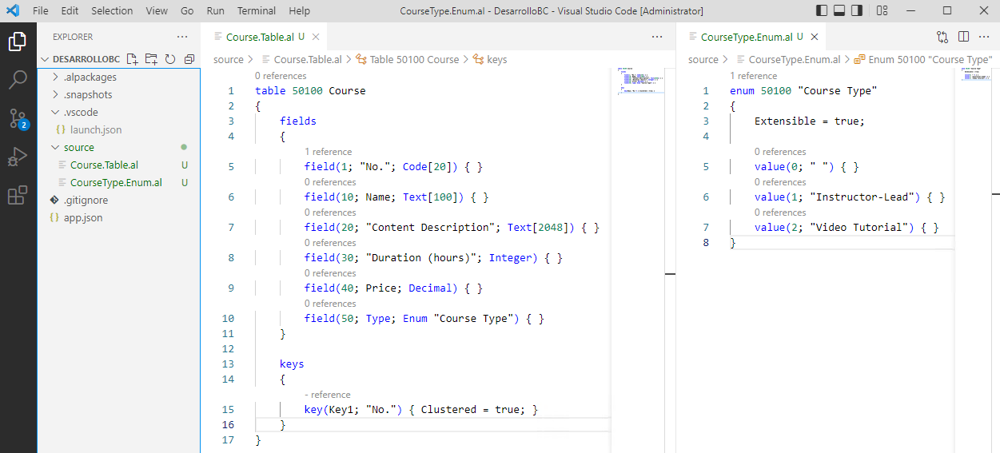 File Edit Selection View Go Run Terminal Help CourseType.Enum.al - DesarrolloBC - Visual Studio Code [Administrator]
EXPLORER
DESARROLLOBC
.alpackages
.snapshots
.vscode
{} launch.json
source
Course.Table.al U
CourseType.Enum.al U
.gitignore
{} app.json
2
Course.Table.al U
source > Course.Table.al > Table 50100 Course > keys
0 references
1 table 50100 Course
2 {
3 fields
4 {
1 reference
5 field(1; "No."; Code[20]) { }
0 references
6 field(10; Name; Text[100]) { }
0 references
7 field(20; "Content Description"; Text[2048]) { }
0 references
8 field(30; "Duration (hours)"; Integer) { }
0 references
9 field(40; Price; Decimal) { }
0 references
10 field(50; Type; Enum "Course Type") { }
11 }
12
13 keys
14 {
- reference
15 key(Key1; "No.") { Clustered = true; }
16 }
17 }
CourseType.Enum.al U
source > CourseType.Enum.al > Enum 50100 "Course Type"
1 reference
1 enum 50100 "Course Type"
2 {
3 Extensible = true;
4
0 references
5 value(0; " ") { }
0 references
6 value(1; "Instructor-Lead") { }
0 references
7 value(2; "Video Tutorial") { }
8 }